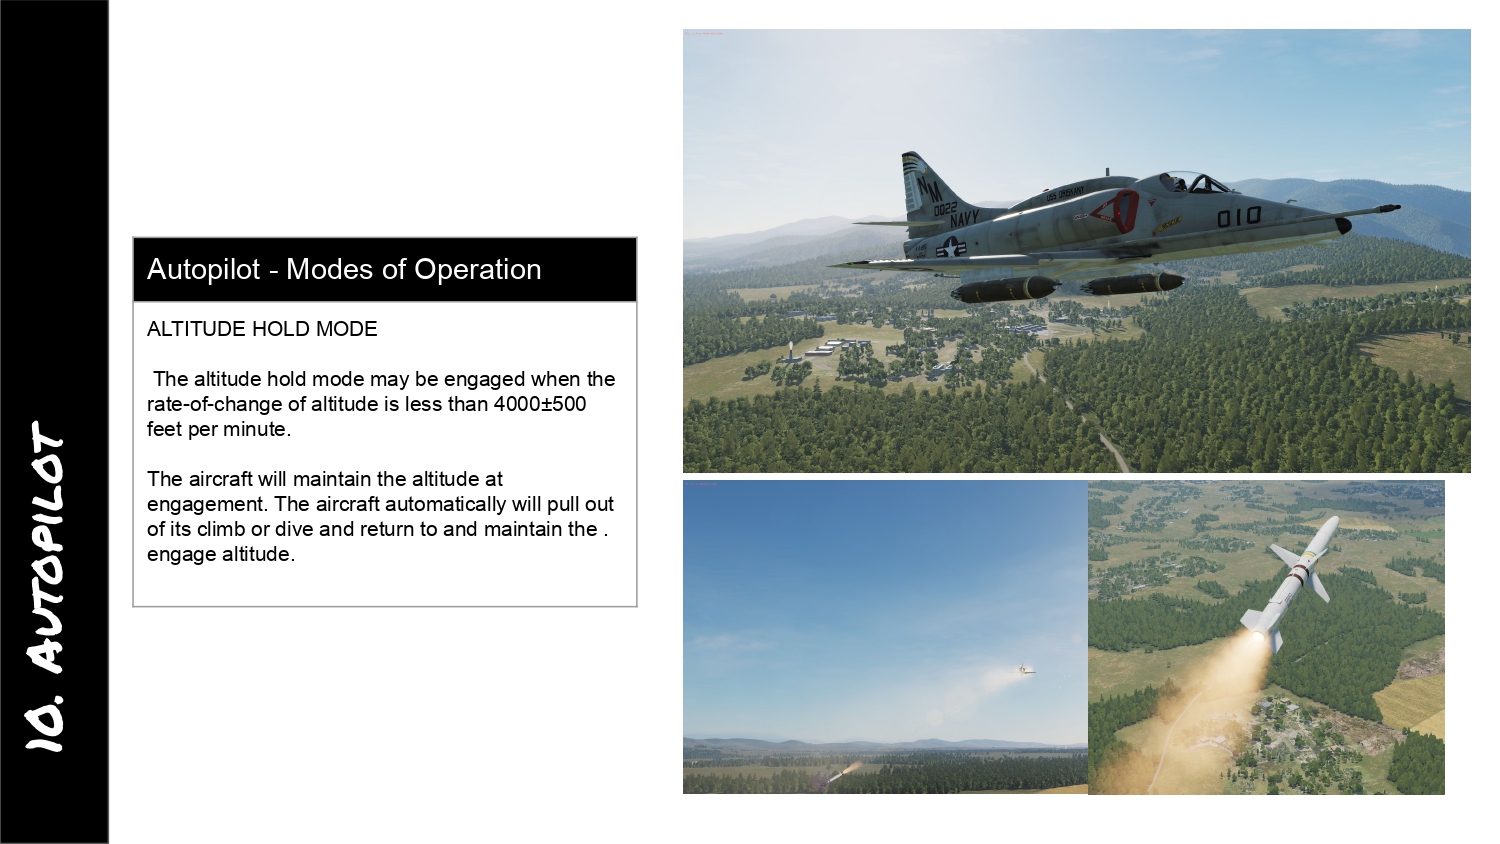 10. AUTOPILOT
Autopilot - Modes of Operation
ALTITUDE HOLD MODE
The altitude hold mode may be engaged when the
rate-of-change of altitude is less than 4000±500
feet per minute.
The aircraft will maintain the altitude at
engagement. The aircraft automatically will pull out
of its climb or dive and return to and maintain the .
engage altitude.
NM
0022
NAVY
USS ORISKANY
010